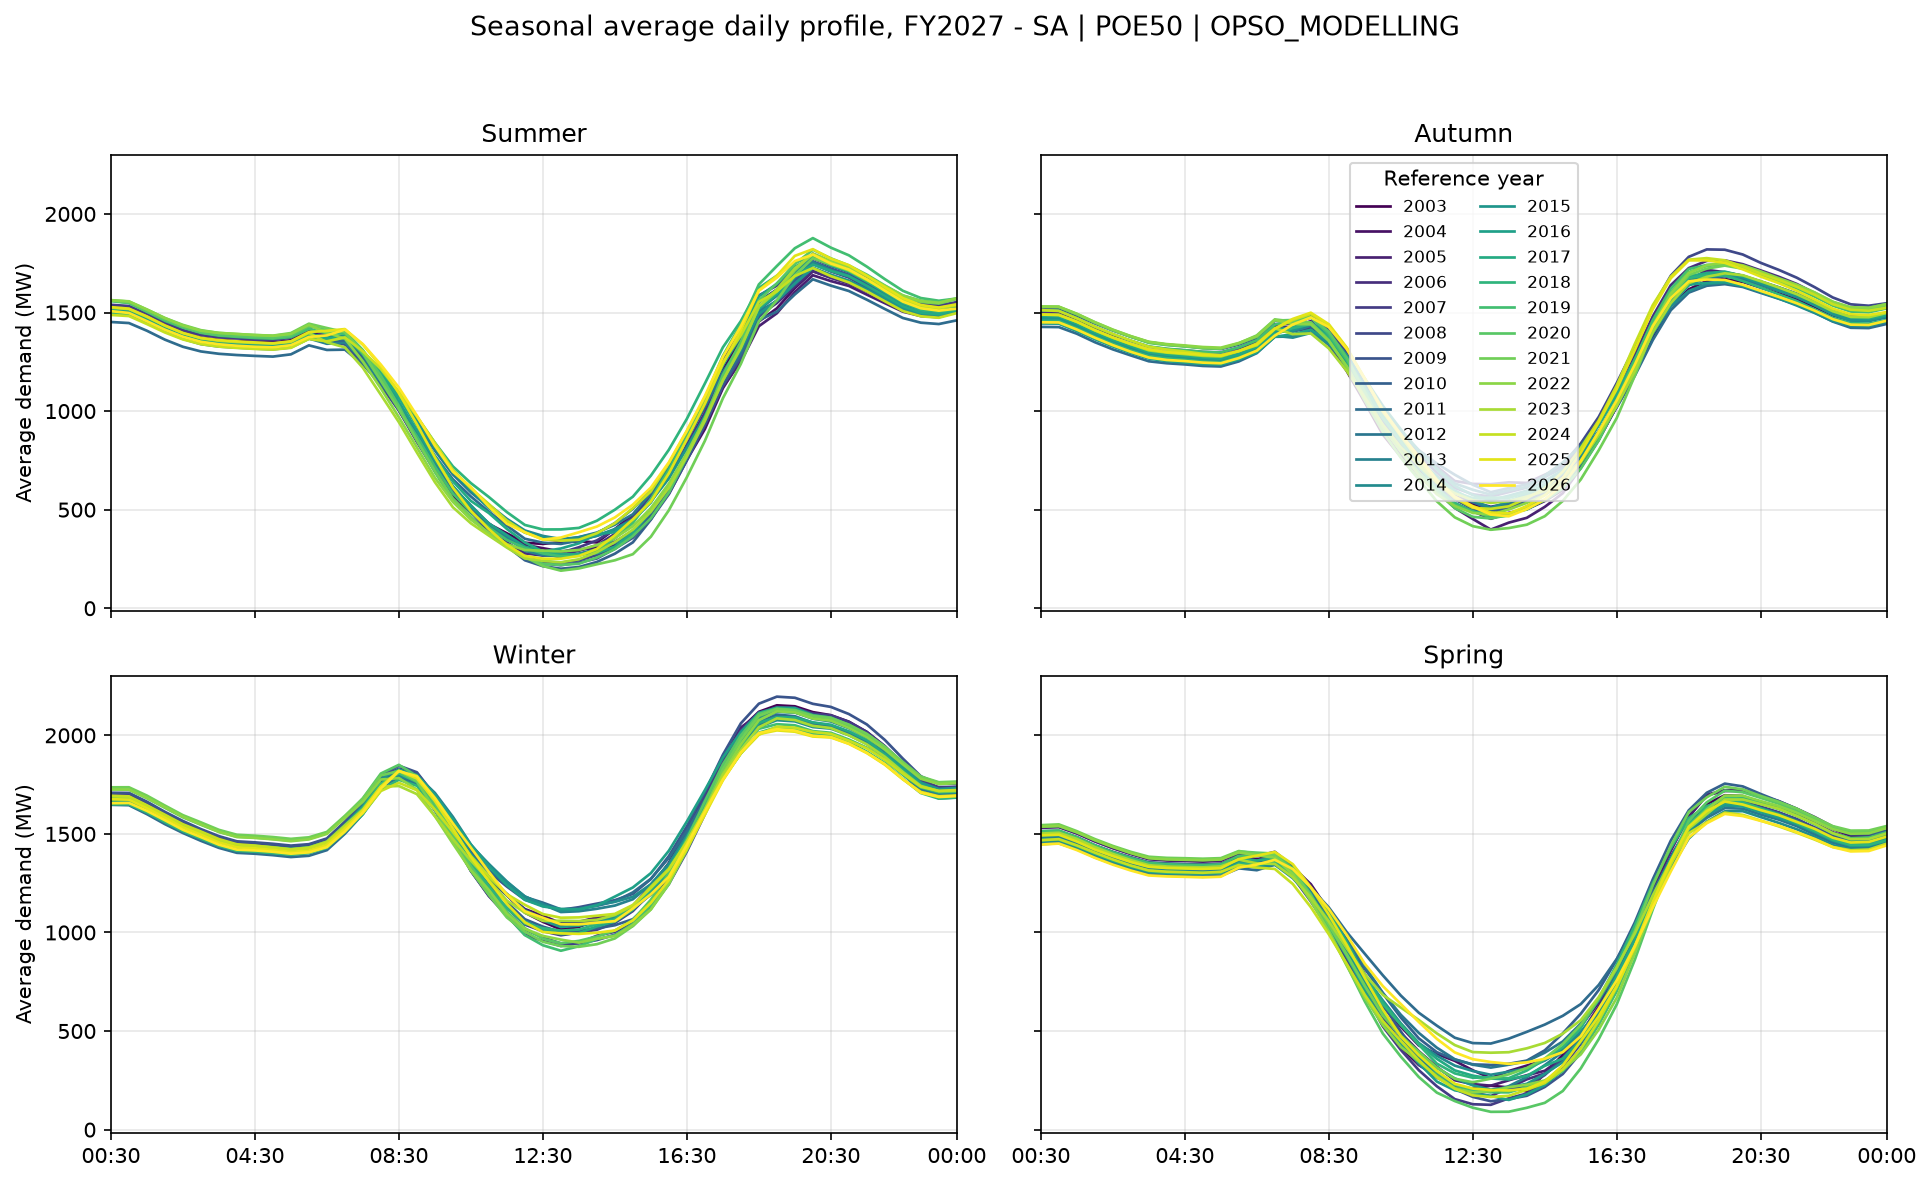 Seasonal average daily profile, FY2027 - SA | POE50 | OPSO_MODELLING
Summer
Average demand (MW)
2000
1500
1000
500
0
Autumn
Reference year
2003 2015
2004 2016
2005 2017
2006 2018
2007 2019
2008 2020
2009 2021
2010 2022
2011 2023
2012 2024
2013 2025
2014 2026
Winter
Average demand (MW)
2000
1500
1000
500
0
00:30 04:30 08:30 12:30 16:30 20:30 00:00
Spring
00:30 04:30 08:30 12:30 16:30 20:30 00:00